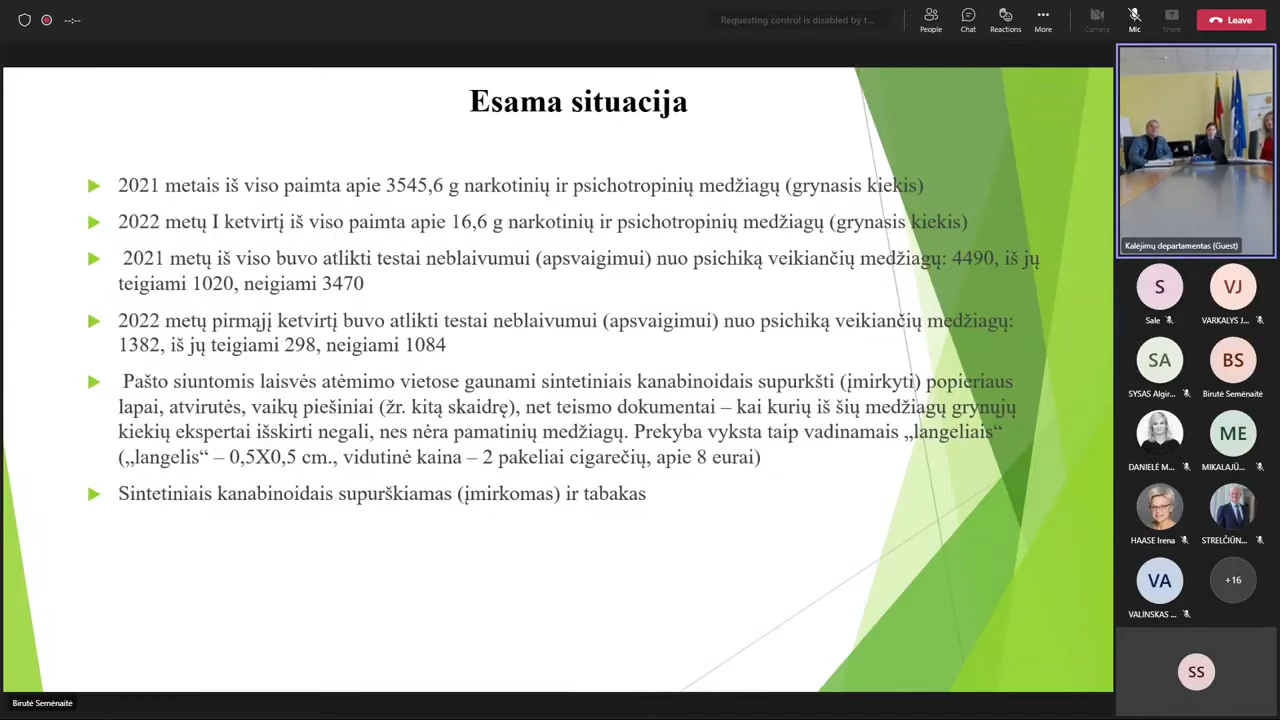 --:--
Requesting control is disabled by t...
People
Chat
Reactions
More
Camera
Mic
Share
Leave
Esama situacija
2021 metais iš viso paimta apie 3545,6 g narkotinių ir psichotropinių medžiagų (grynasis kiekis)
2022 metų I ketvirtį iš viso paimta apie 16,6 g narkotinių ir psichotropinių medžiagų (grynasis kiekis)
2021 metų iš viso buvo atlikti testai neblaivumui (apsvaigimui) nuo psichiką veikiančių medžiagų: 4490, iš jų
teigiami 1020, neigiami 3470
2022 metų pirmąjį ketvirtį buvo atlikti testai neblaivumui (apsvaigimui) nuo psichiką veikiančių medžiagų:
1382, iš jų teigiami 298, neigiami 1084
Pašto siuntomis laisvės atėmimo vietose gaunami sintetiniais kanabinoidais supurkšti (įmirkyti) popieriaus
lapai, atvirutės, vaikų piešiniai (žr. kitą skaidrę), net teismo dokumentai – kai kurių iš šių medžiagų grynųjų
kiekių ekspertai išskirti negali, nes nėra pamatinių medžiagų. Prekyba vyksta taip vadinamais „langeliais“
(„langelis“ – 0,5X0,5 cm., vidutinė kaina – 2 pakeliai cigarečių, apie 8 eurai)
Sintetiniais kanabinoidais supurškiamas (įmirkomas) ir tabakas
Birutė Semėnaitė
Kalėjimų departamentas (Guest)
S
VJ
Sale
VARKALYS J...
SA
BS
SYSAS Algir...
Birutė Semėnaitė
ME
DANIELĖ M...
MIKALAJŪ...
HAASE Irena
STRELČIŪN...
VA
+16
VALINSKAS ...
SS